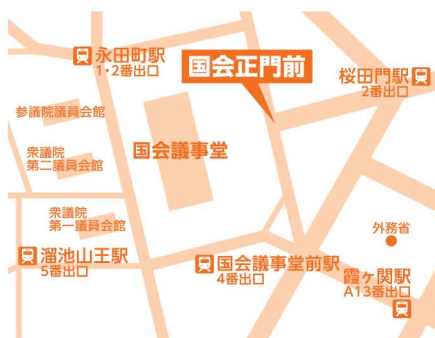 永田町駅
1・2番出口
国会正門前
桜田門駅
2番出口
参議院議員会館
国会議事堂
衆議院
第二議員会館
衆議院
第一議員会館
外務省
溜池山王駅
5番出口
国会議事堂前駅
4番出口
霞ヶ関駅
A13番出口